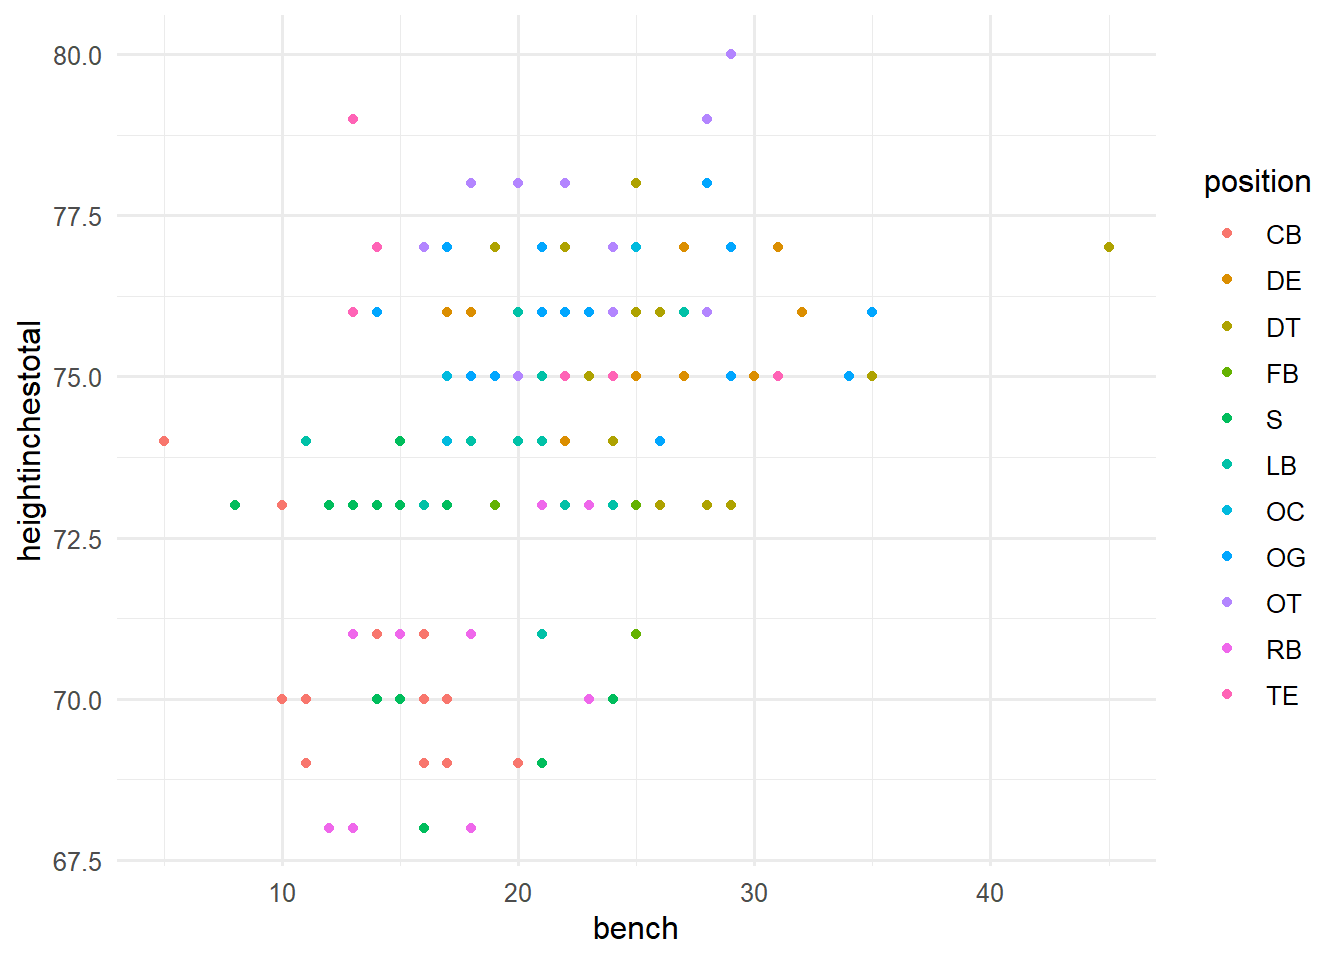 80.0
77.5
75.0
72.5
70.0
67.5
heightinchestotal
10 20 30 40
bench
position
CB
DE
DT
FB
S
LB
OC
OG
OT
RB
TE